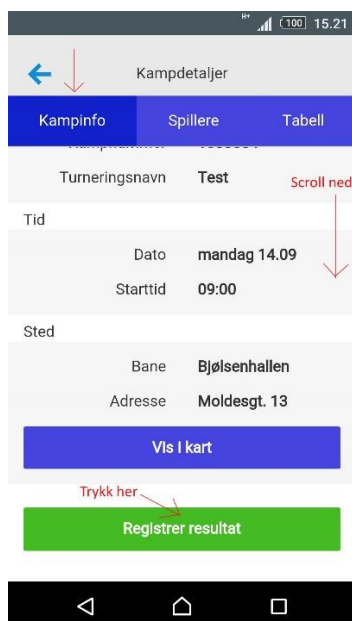 H+ 100 15.21
Kampdetaljer
Kampinfo Spillere Tabell
Turneringsnavn Test
Scroll ned
Tid
Dato mandag 14.09
Starttid 09:00
Sted
Bane Bjølsenhallen
Adresse Moldesgt. 13
Vis i kart
Trykk her
Registrer resultat